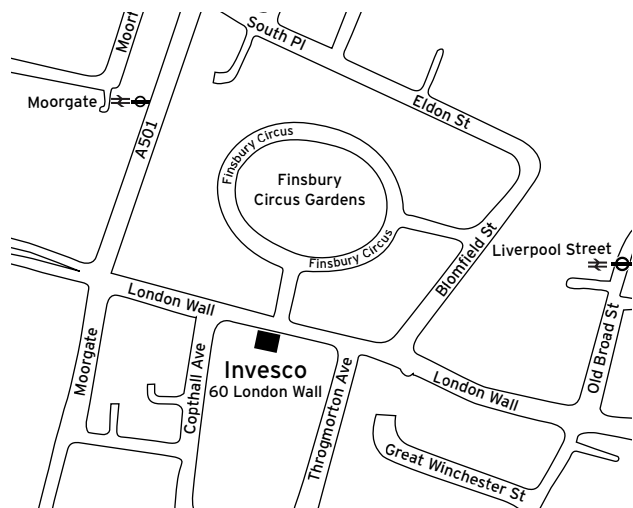 Moor
South Pl
Moorgate
Eldon St
A501
Finsbury Circus
Finsbury
Circus Gardens
Finsbury Circus
Blomfield St
Liverpool Street
London Wall
Moorgate
Copthall Ave
Invesco
60 London Wall
Throgmorton Ave
London Wall
Old Broad St
Great Winchester St